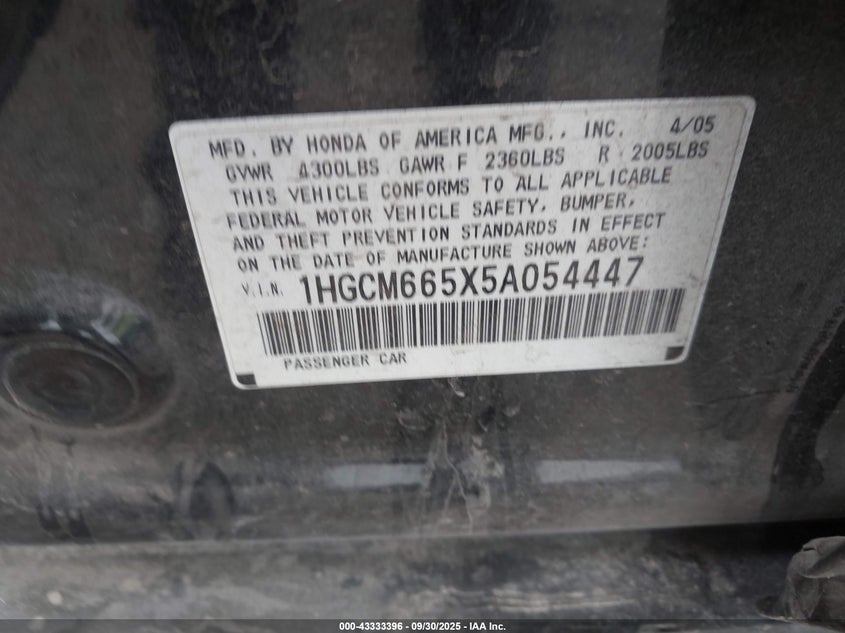 MFD. BY HONDA OF AMERICA MFG., INC. 4/05
GVWR 4300LBS GAWR F 2360LBS R 2005LBS
THIS VEHICLE CONFORMS TO ALL APPLICABLE
FEDERAL MOTOR VEHICLE SAFETY, BUMPER,
AND THEFT PREVENTION STANDARDS IN EFFECT
ON THE DATE OF MANUFACTURE SHOWN ABOVE:
V.I.N. 1HGCM665X5A054447
PASSENGER CAR
000-43333396 - 09/30/2025 - IAA Inc.